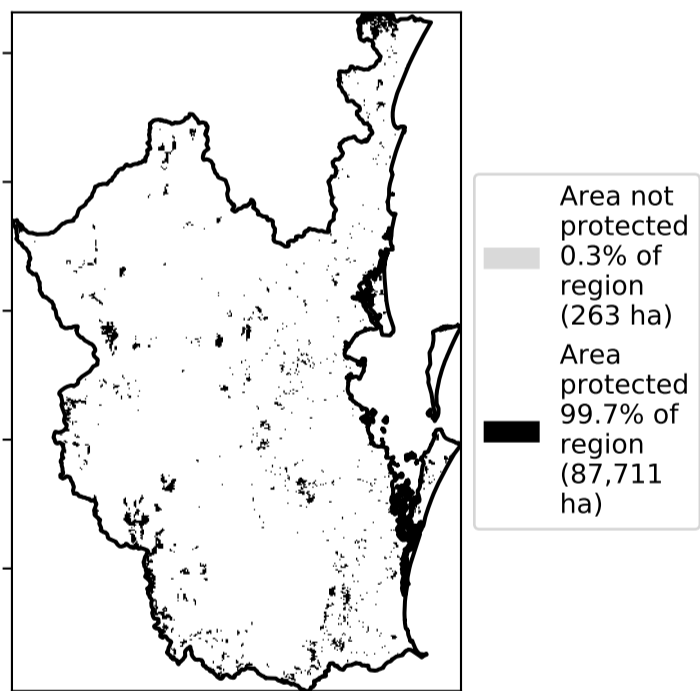 Area not
protected
0.3% of
region
(263 ha)
Area
protected
99.7% of
region
(87,711
ha)